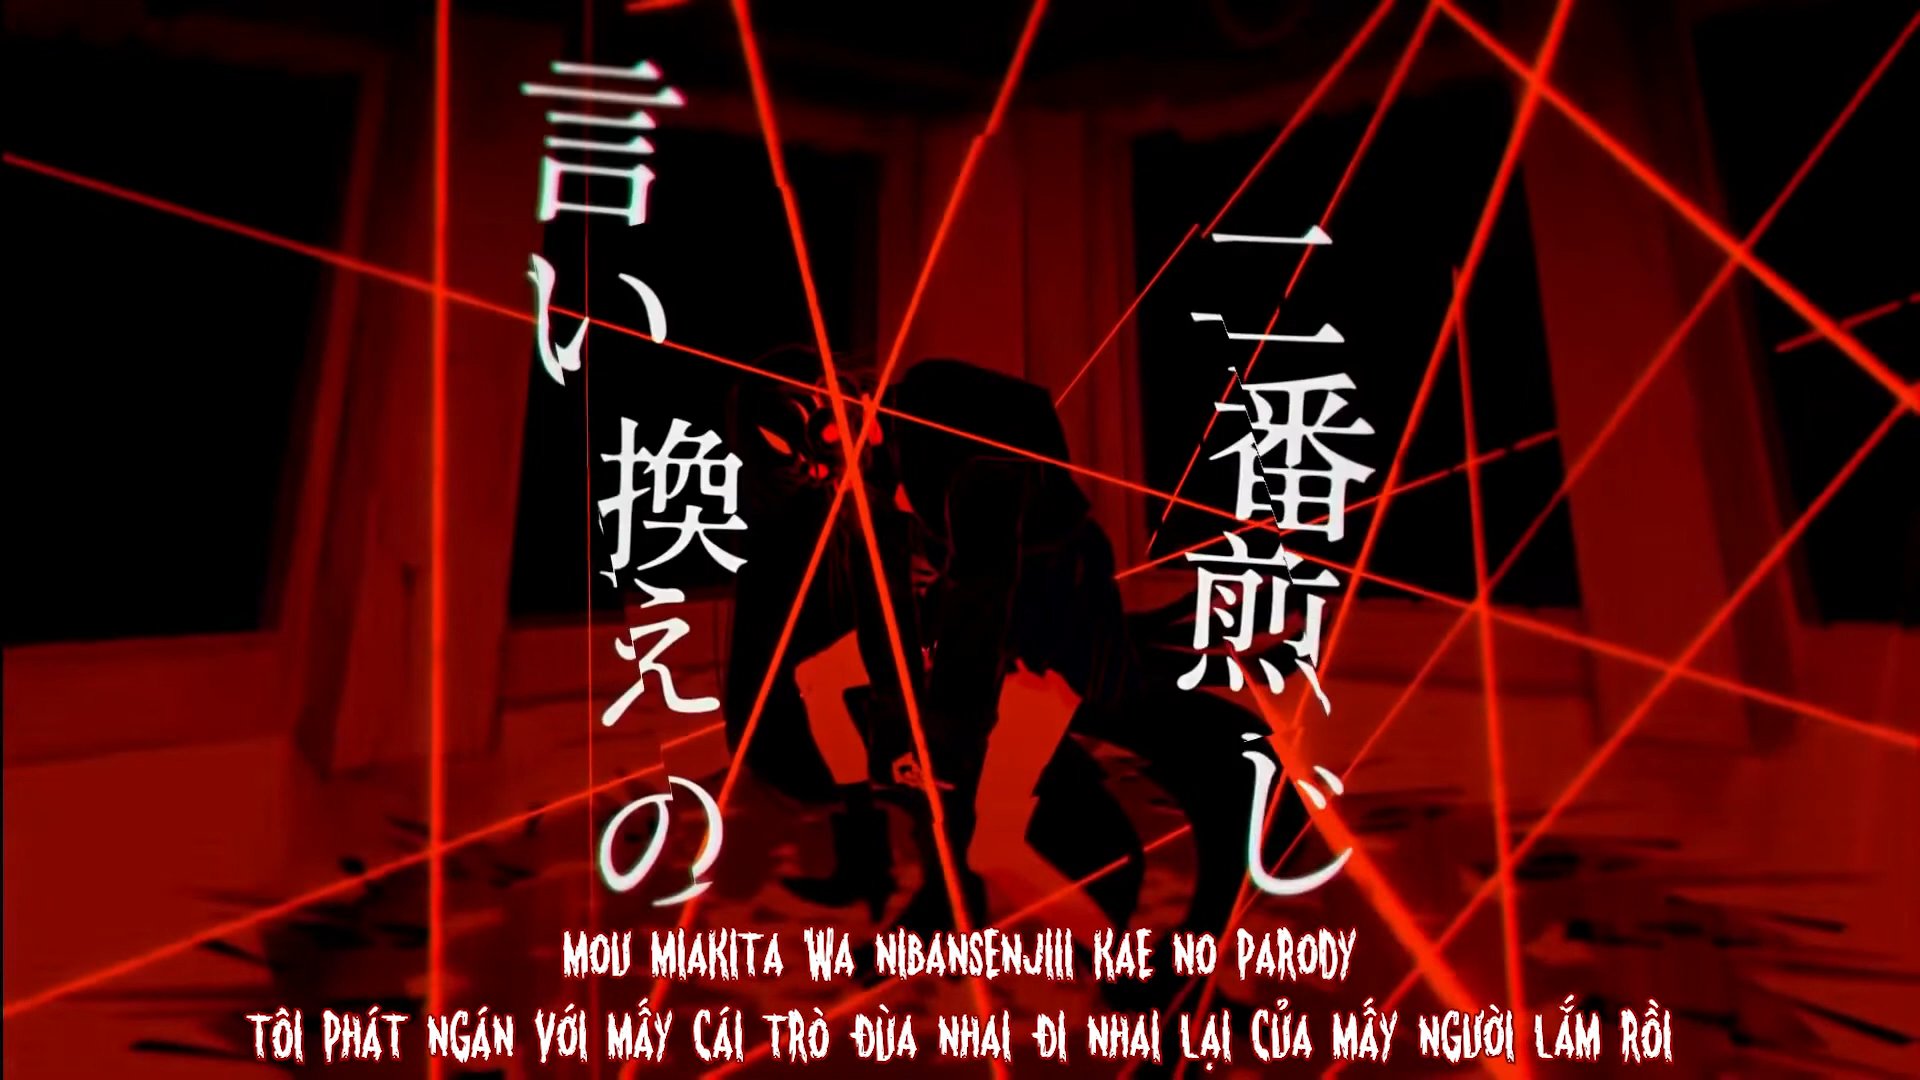 二番煎じ
言い換えの
MOU MIAKITA WA NIBANSENJIII KAE NO PARODY
TÔI PHÁT NGÁN VỚI MẤY CÁI TRÒ ĐÙA NHAI ĐI NHAI LẠI CỦA MẤY NGƯỜI LẮM RỒI